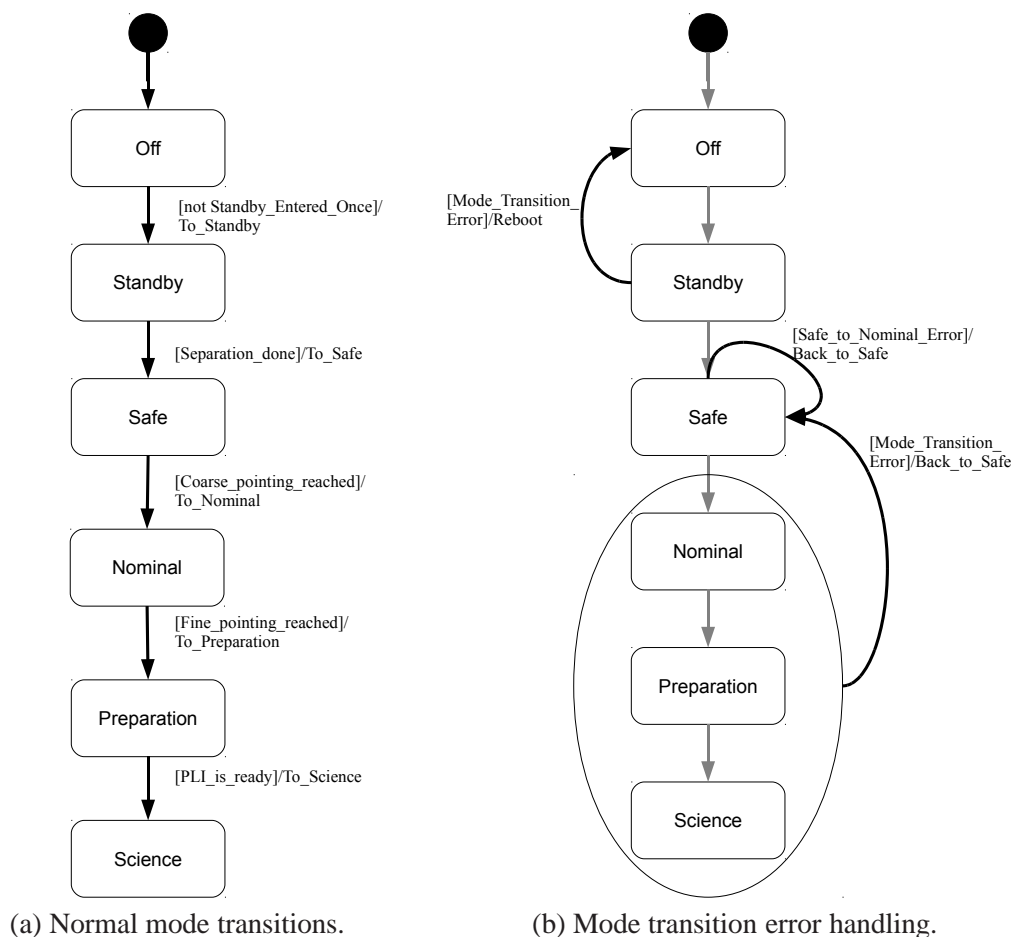 Off
[not Standby_Entered_Once]/
To_Standby
Standby
[Separation_done]/To_Safe
Safe
[Coarse_pointing_reached]/
To_Nominal
Nominal
[Fine_pointing_reached]/
To_Preparation
Preparation
[PLI_is_ready]/To_Science
Science
(a) Normal mode transitions.
Off
[Mode_Transition_
Error]/Reboot
Standby
[Safe_to_Nominal_Error]/
Back_to_Safe
Safe
[Mode_Transition_
Error]/Back_to_Safe
Nominal
Preparation
Science
(b) Mode transition error handling.